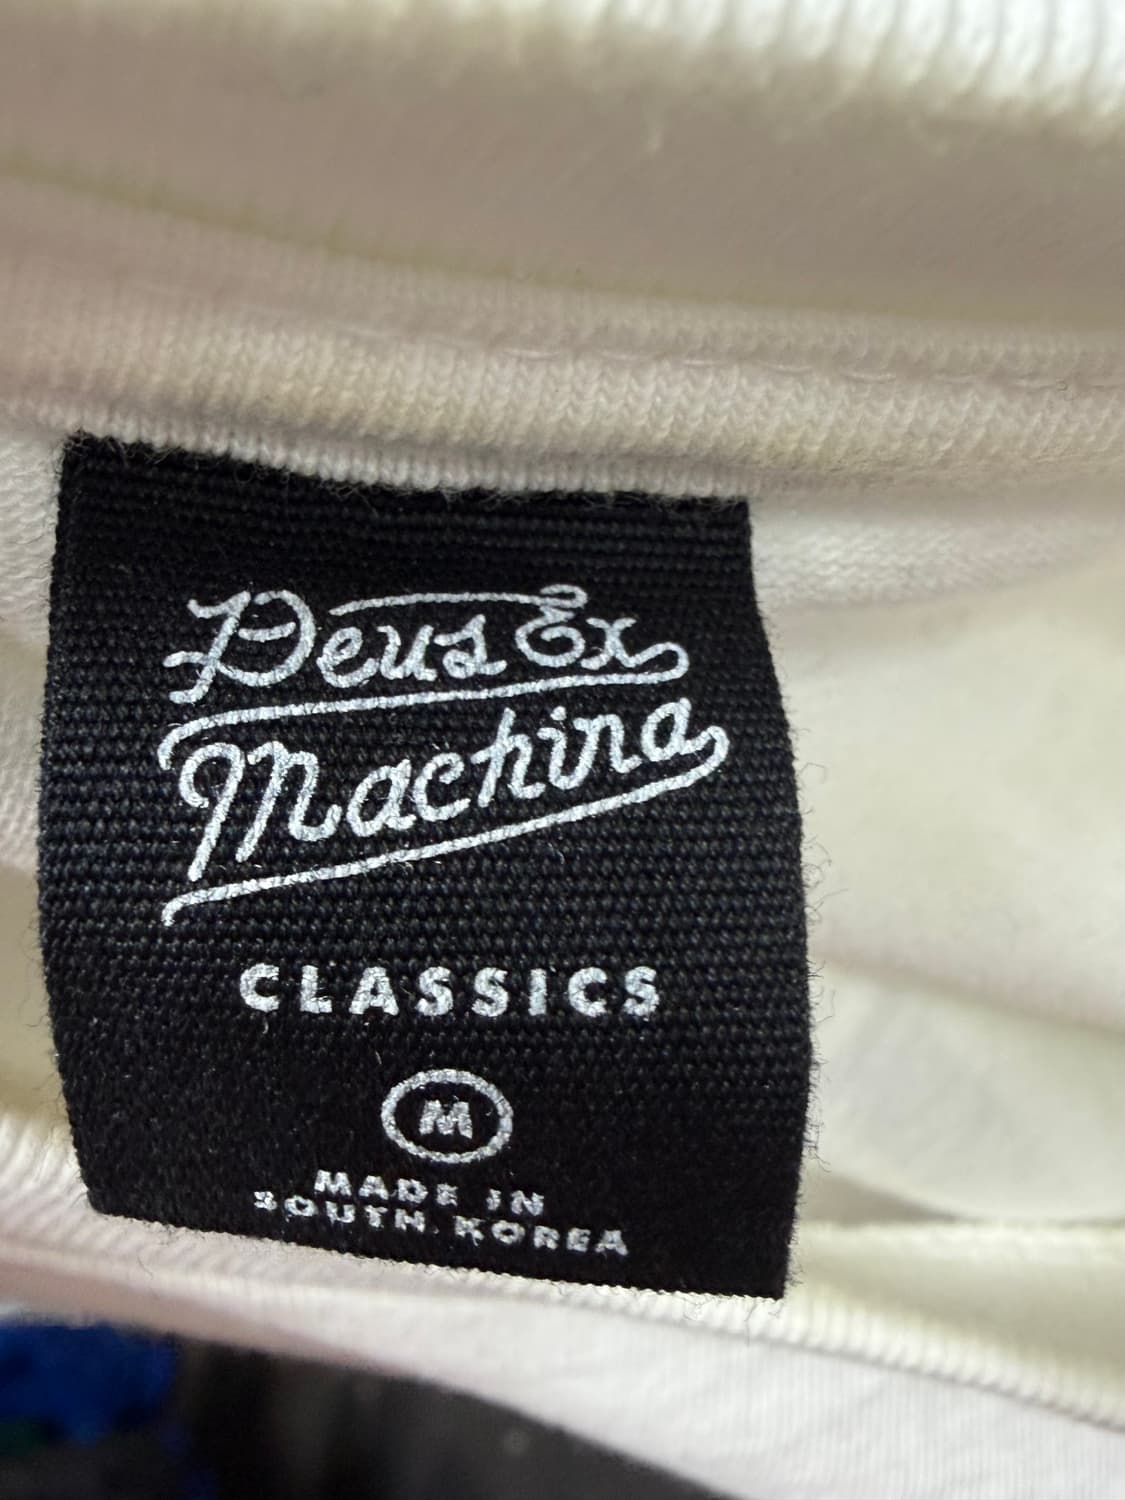 Deus Ex
Machina
CLASSICS
M
MADE IN
SOUTH KOREA